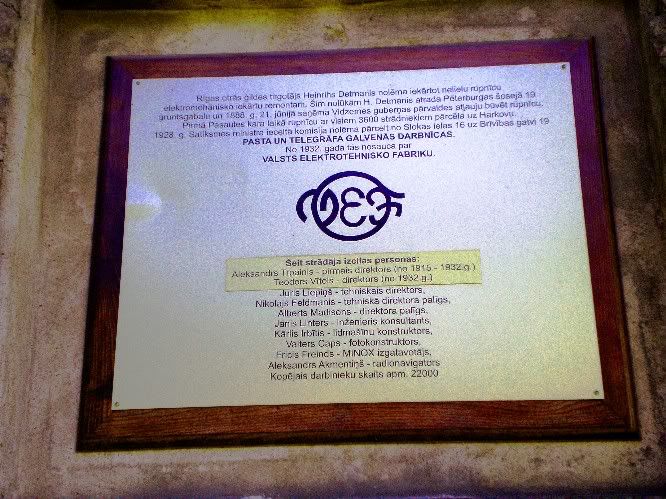 Rīgas otrās ģildes tirgotājs Heinrihs Detmanis nolēma iekārtot nelielu rūpnīcu
elektromehānisko iekārtu remontam. Šim nolūkam H. Detmanis atrada Pēterburgas šosejā 19
gruntsgabalu un 1888. g. 21. jūnijā saņēma Vidzemes guberņas pārvaldes atļauju būvēt rūpnīcu.
Pirmā Pasaules kara laikā rūpnīcu ar visiem 3600 strādniekiem pārcēla uz Harkovu.
1928. g. Satiksmes ministra iecelta komisija nolēma pārcelt no Slokas ielas 16 uz Brīvības gatvi 19
PASTA UN TELEGRĀFA GALVENĀS DARBNĪCAS.
No 1932. gada tās nosauca par
VALSTS ELEKTROTEHNISKO FABRIKU.
VEF
Šeit strādāja izcilas personas:
Aleksandrs Tīpainis - pirmais direktors (no 1915 - 1932.g.)
Teodors Vītols - direktors (no 1932.g.)
Juris Liepiņš - tehniskais direktors,
Nikolajs Feldmanis - tehniskā direktora palīgs,
Alberts Madisons - direktora palīgs,
Jānis Linters - inženieris konsultants,
Kārlis Irbītis - lidmašīnu konstruktors,
Valters Caps - fotokonstruktors,
Ēriсs Freinds - MINOX izgatavotājs,
Aleksandrs Akmentiņš - radionavigators
Kopējais darbinieku skaits apm. 22000